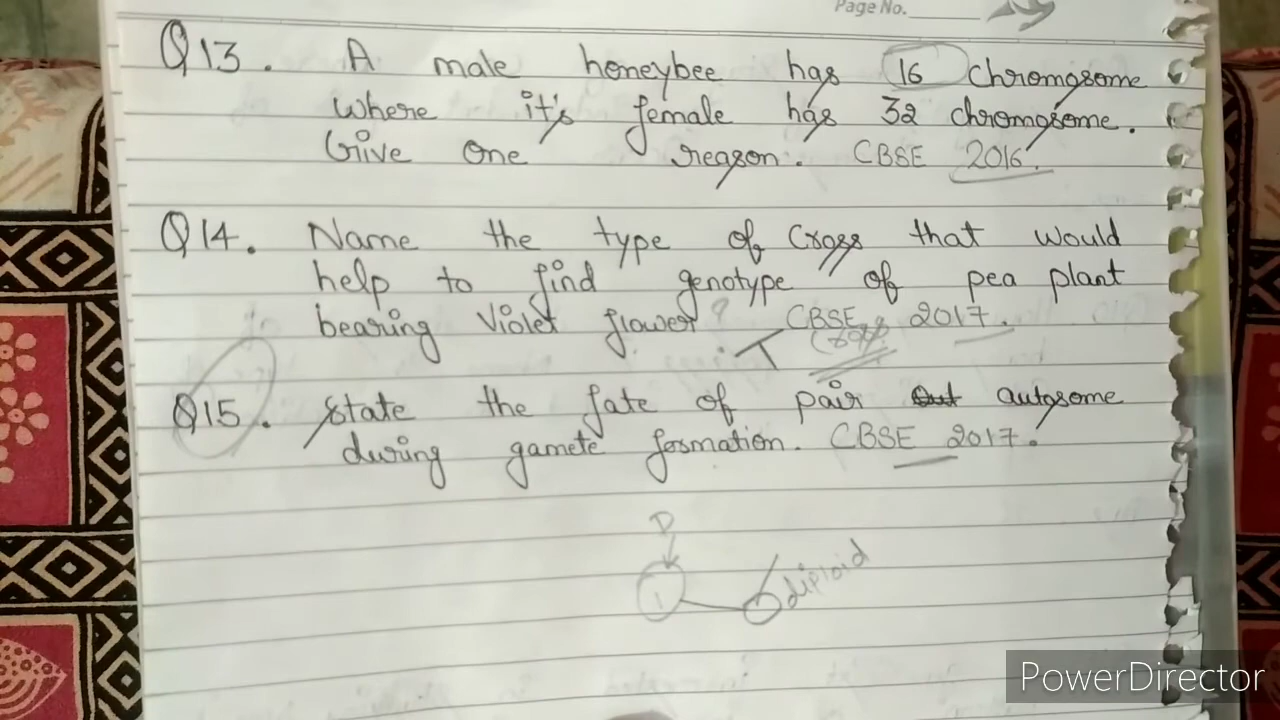 Page No.
Q13. A male honeybee has 16 Chromosome
where it's female has 32 chromosome.
Give one reason. CBSE 2016.
Q14. Name the type of Cross that would
help to find genotype of pea plant
bearing Violet flower? CBSE 2017.
T Cross
Q15. State the fate of pair autosome
during gamete formation. CBSE 2017.
D
1
diploid
PowerDirector